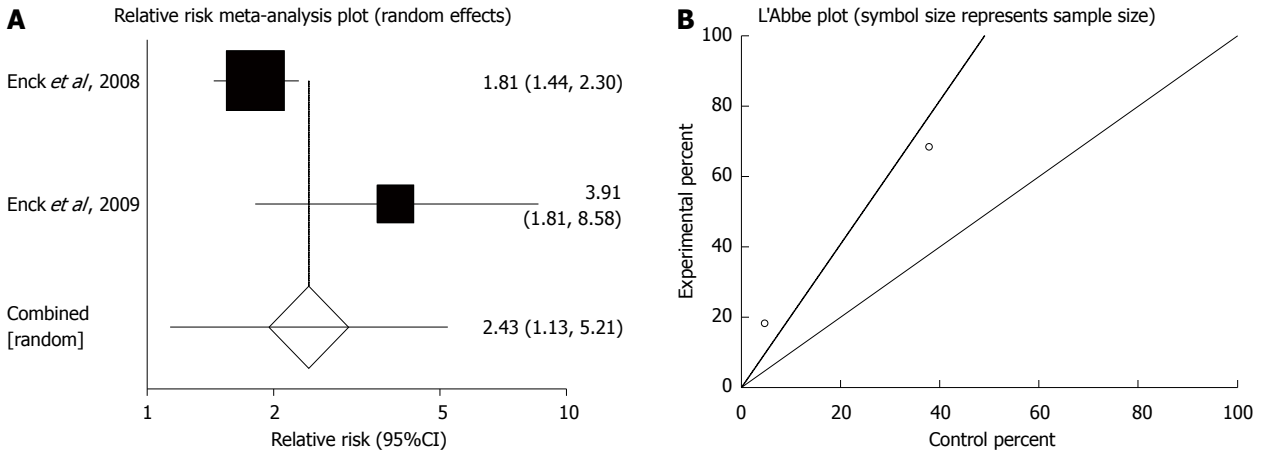 A
Relative risk meta-analysis plot (random effects)
Enck et al, 2008
1.81 (1.44, 2.30)
Enck et al, 2009
3.91
(1.81, 8.58)
Combined
[random]
2.43 (1.13, 5.21)
1
2
5
10
Relative risk (95%CI)
B
L'Abbe plot (symbol size represents sample size)
Experimental percent
100
80
60
40
20
0
0
20
40
60
80
100
Control percent